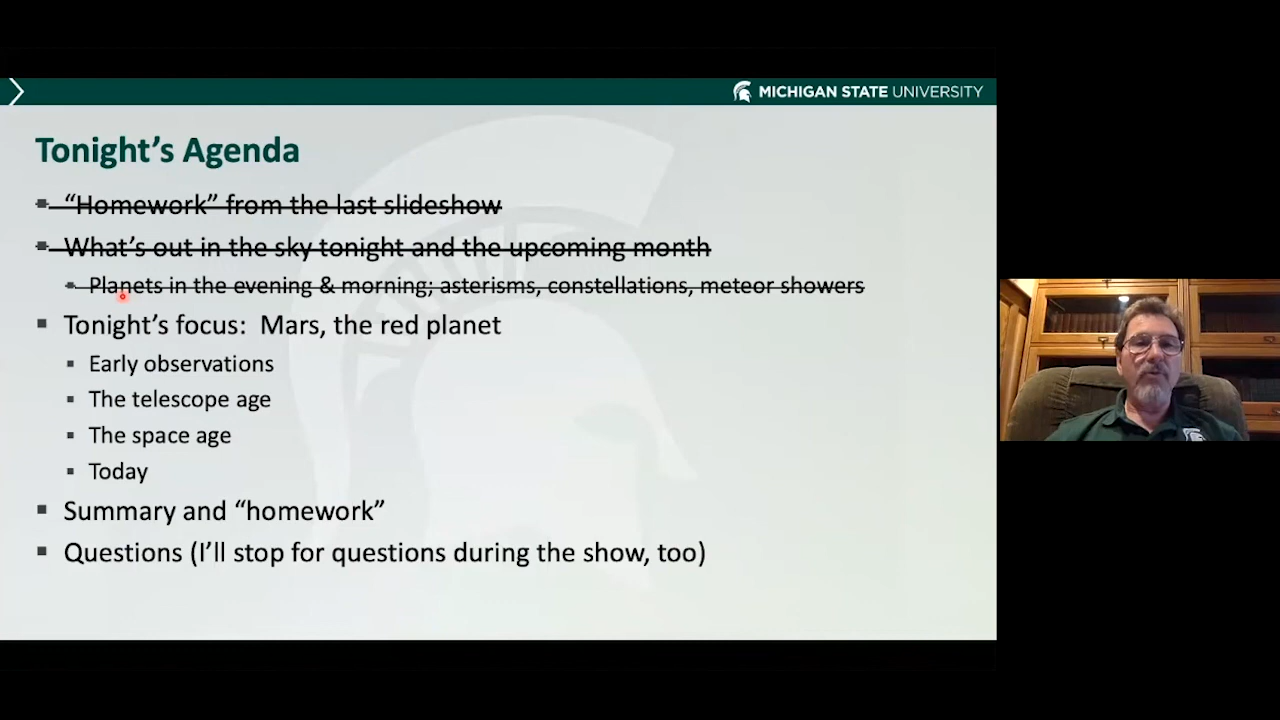 MICHIGAN STATE UNIVERSITY
Tonight's Agenda
"Homework" from the last slideshow
What's out in the sky tonight and the upcoming month
Planets in the evening & morning; asterisms, constellations, meteor showers
Tonight's focus: Mars, the red planet
Early observations
The telescope age
The space age
Today
Summary and "homework"
Questions (I'll stop for questions during the show, too)